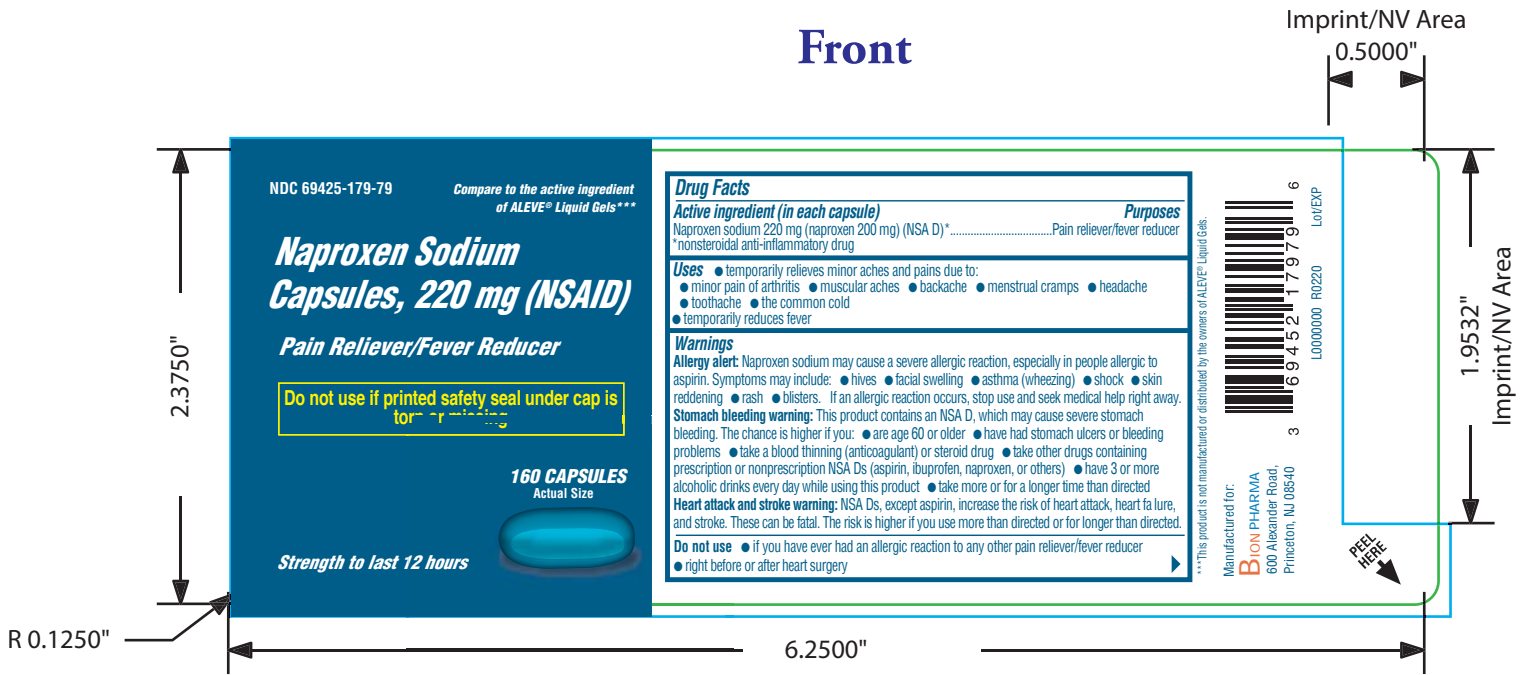 Front
Imprint/NV Area
0.5000"
NDC 69425-179-79
Compare to the active ingredient
of ALEVE® Liquid Gels***
Naproxen Sodium
Capsules, 220 mg (NSAID)
Pain Reliever/Fever Reducer
Do not use if printed safety seal under cap is
torn or missing
160 CAPSULES
Actual Size
Strength to last 12 hours
2.3750"
R 0.1250"
6.2500"
Drug Facts
Active ingredient (in each capsule) Purposes
Naproxen sodium 220 mg (naproxen 200 mg) (NSA D)*..................................Pain reliever/fever reducer
*nonsteroidal anti-inflammatory drug
Uses ● temporarily relieves minor aches and pains due to:
● minor pain of arthritis ● muscular aches ● backache ● menstrual cramps ● headache
● toothache ● the common cold
● temporarily reduces fever
Warnings
Allergy alert: Naproxen sodium may cause a severe allergic reaction, especially in people allergic to
aspirin. Symptoms may include: ● hives ● facial swelling ● asthma (wheezing) ● shock ● skin
reddening ● rash ● blisters. If an allergic reaction occurs, stop use and seek medical help right away.
Stomach bleeding warning: This product contains an NSA D, which may cause severe stomach
bleeding. The chance is higher if you: ● are age 60 or older ● have had stomach ulcers or bleeding
problems ● take a blood thinning (anticoagulant) or steroid drug ● take other drugs containing
prescription or nonprescription NSA Ds (aspirin, ibuprofen, naproxen, or others) ● have 3 or more
alcoholic drinks every day while using this product ● take more or for a longer time than directed
Heart attack and stroke warning: NSA Ds, except aspirin, increase the risk of heart attack, heart fa lure,
and stroke. These can be fatal. The risk is higher if you use more than directed or for longer than directed.
Do not use ● if you have ever had an allergic reaction to any other pain reliever/fever reducer
● right before or after heart surgery
***This product is not manufactured or distributed by the owners of ALEVE® Liquid Gels.
Manufactured for:
BION PHARMA
600 Alexander Road,
Princeton, NJ 08540
3 69452 17979 6
L0000000 R0220 Lot/EXP
PEEL
HERE
1.9532"
Imprint/NV Area